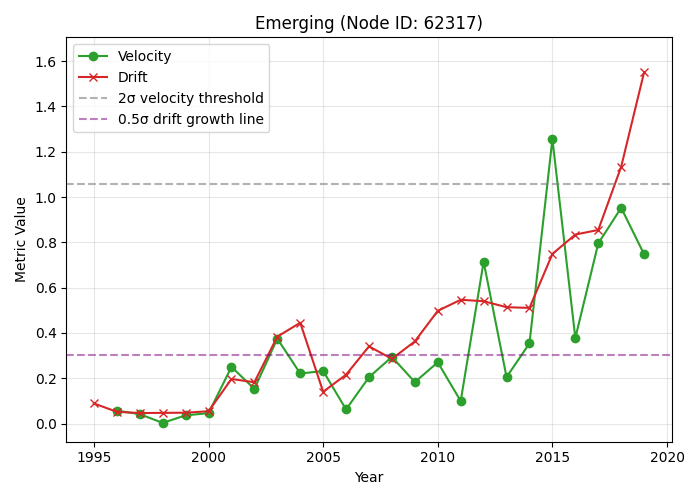 Emerging (Node ID: 62317)
Velocity
Drift
2σ velocity threshold
0.5σ drift growth line
Metric Value
1.6
1.4
1.2
1.0
0.8
0.6
0.4
0.2
0.0
1995
2000
2005
2010
2015
2020
Year